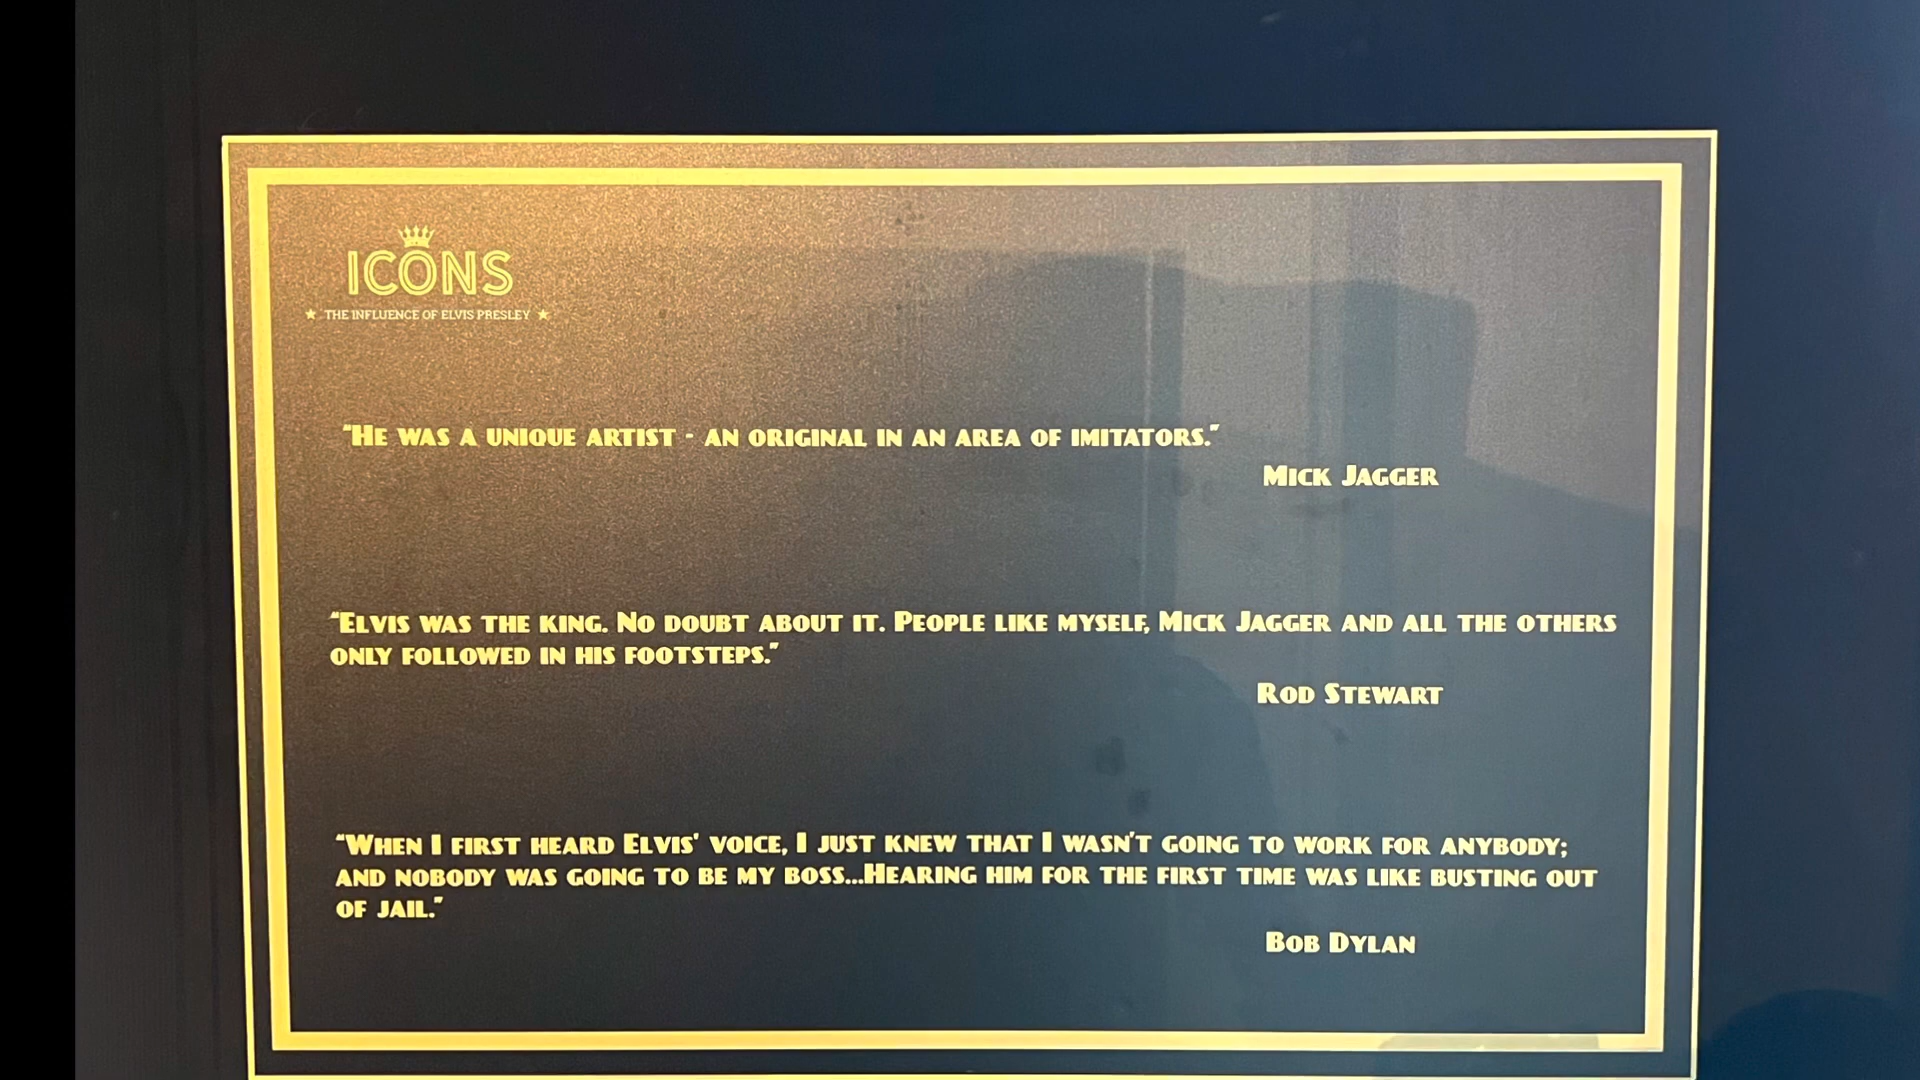 ICONS
★ THE INFLUENCE OF ELVIS PRESLEY ★
"HE WAS A UNIQUE ARTIST - AN ORIGINAL IN AN AREA OF IMITATORS."
MICK JAGGER
"ELVIS WAS THE KING. NO DOUBT ABOUT IT. PEOPLE LIKE MYSELF, MICK JAGGER AND ALL THE OTHERS
ONLY FOLLOWED IN HIS FOOTSTEPS."
ROD STEWART
"WHEN I FIRST HEARD ELVIS' VOICE, I JUST KNEW THAT I WASN'T GOING TO WORK FOR ANYBODY;
AND NOBODY WAS GOING TO BE MY BOSS...HEARING HIM FOR THE FIRST TIME WAS LIKE BUSTING OUT
OF JAIL."
BOB DYLAN